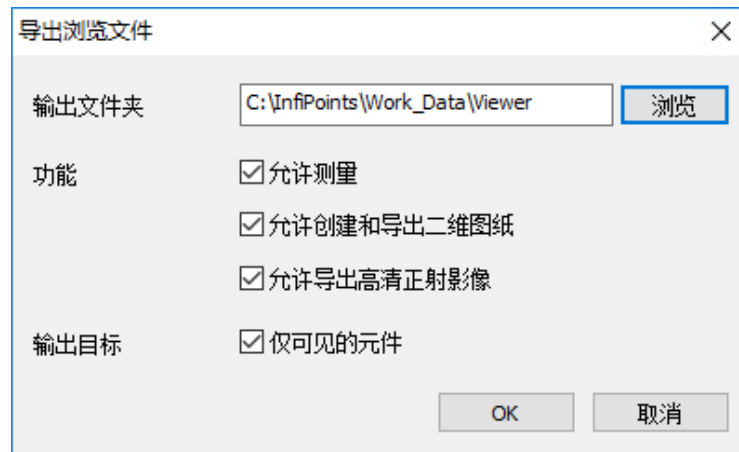 导出浏览文件
输出文件夹 C:\InfiPoints\Work_Data\Viewer 浏览
功能 允许测量
允许创建和导出二维图纸
允许导出高清正射影像
输出目标 仅可见的元件
OK 取消